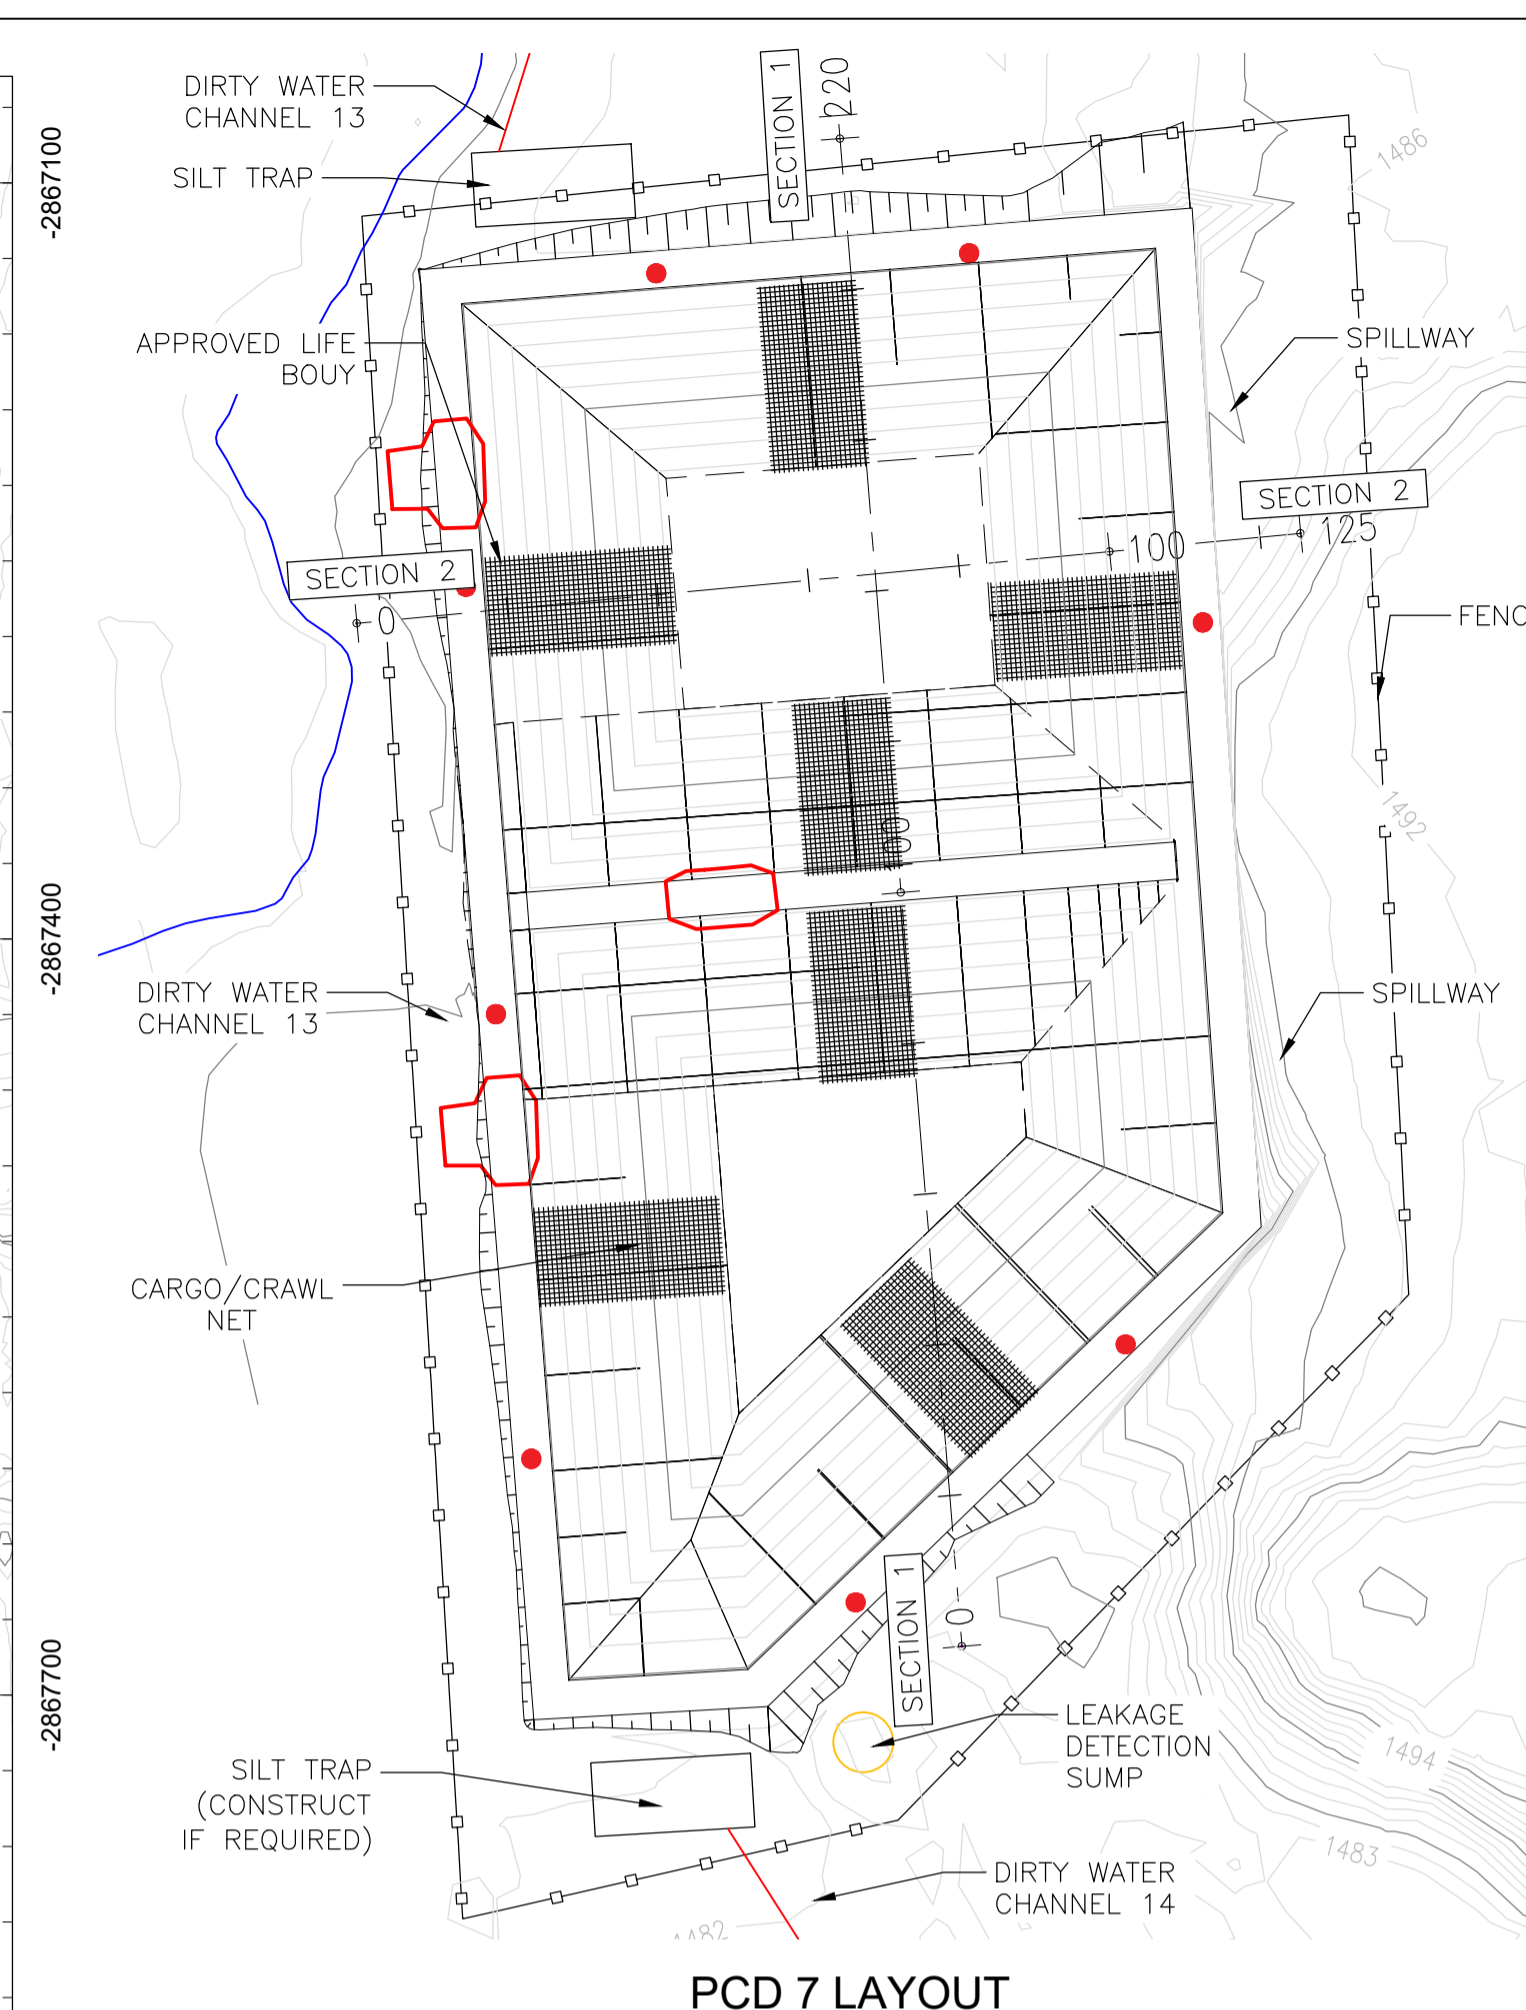 DIRTY WATER
CHANNEL 13
SILT TRAP
SECTION 1
220
-2867100
1486
APPROVED LIFE
BOUY
SPILLWAY
SECTION 2
100
125
SECTION 2
0
FENC
1492
00
-2867400
DIRTY WATER
CHANNEL 13
SPILLWAY
CARGO/CRAWL
NET
SECTION 1
0
-2867700
LEAKAGE
DETECTION
SUMP
1494
SILT TRAP
(CONSTRUCT
IF REQUIRED)
1483
DIRTY WATER
CHANNEL 14
PCD 7 LAYOUT